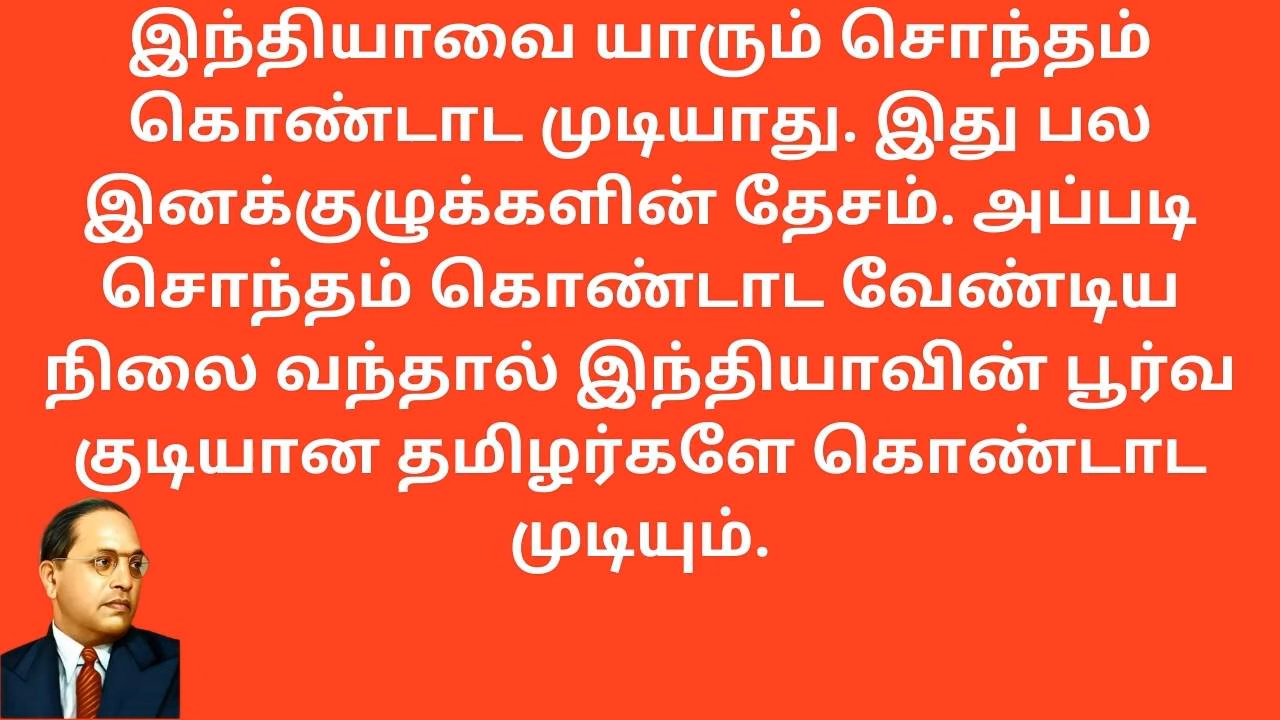 இந்தியாவை யாரும் சொந்தம்
கொண்டாட முடியாது. இது பல
இனக்குழுக்களின் தேசம். அப்படி
சொந்தம் கொண்டாட வேண்டிய
நிலை வந்தால் இந்தியாவின் பூர்வ
குடியான தமிழர்களே கொண்டாட
முடியும்.